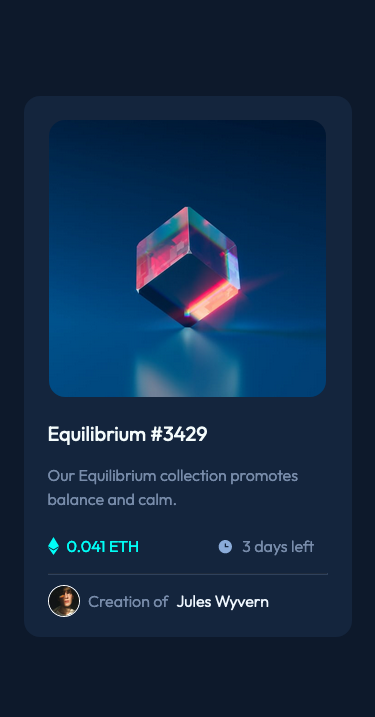 Equilibrium #3429
Our Equilibrium collection promotes
balance and calm.
0.041 ETH 3 days left
Creation of Jules Wyvern